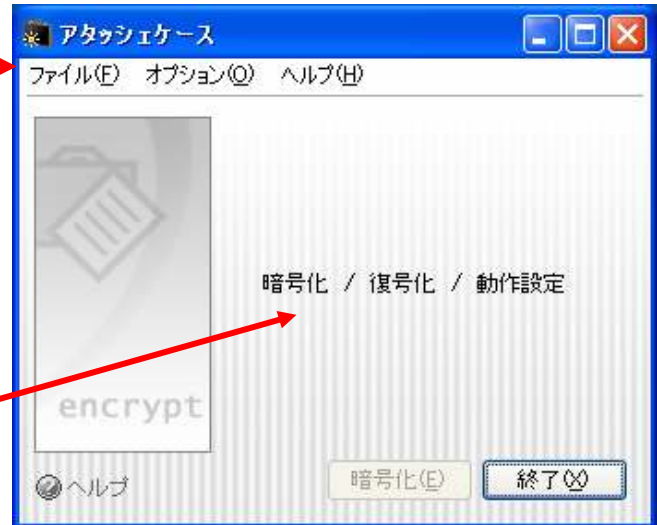 アタッシェケース
ファイル(F) オプション(O) ヘルプ(H)
暗号化 / 復号化 / 動作設定
encrypt
ヘルプ
暗号化(E) 終了(X)